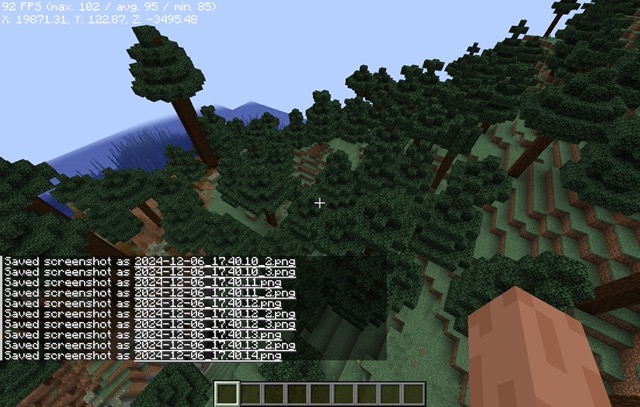 92 FPS (max. 102 / avg. 95 / min. 85)
X: 19871.31, Y: 122.87, Z: -3495.48
Saved screenshot as 2024-12-06_17.40.10_2.png
Saved screenshot as 2024-12-06_17.40.10_3.png
Saved screenshot as 2024-12-06_17.40.11.png
Saved screenshot as 2024-12-06_17.40.11_2.png
Saved screenshot as 2024-12-06_17.40.12.png
Saved screenshot as 2024-12-06_17.40.12_2.png
Saved screenshot as 2024-12-06_17.40.12_3.png
Saved screenshot as 2024-12-06_17.40.13.png
Saved screenshot as 2024-12-06_17.40.13_2.png
Saved screenshot as 2024-12-06_17.40.14.png